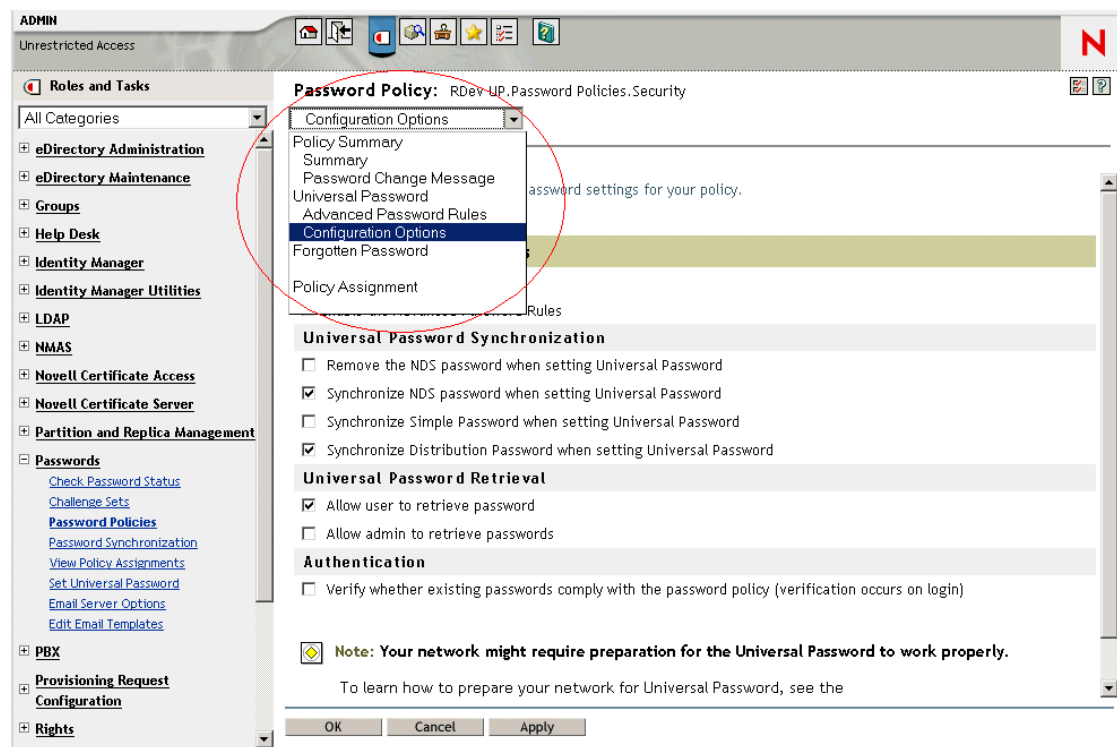 ADMIN
Unrestricted Access
N
Roles and Tasks
All Categories
eDirectory Administration
eDirectory Maintenance
Groups
Help Desk
Identity Manager
Identity Manager Utilities
LDAP
NMAS
Novell Certificate Access
Novell Certificate Server
Partition and Replica Management
Passwords
Check Password Status
Challenge Sets
Password Policies
Password Synchronization
View Policy Assignments
Set Universal Password
Email Server Options
Edit Email Templates
PBX
Provisioning Request
Configuration
Rights
Password Policy: RDev UP.Password Policies.Security
?
Configuration Options
Policy Summary
Summary
Password Change Message
Universal Password
Advanced Password Rules
Configuration Options
Forgotten Password
Policy Assignment
assword settings for your policy.
Rules
Universal Password Synchronization
Remove the NDS password when setting Universal Password
Synchronize NDS password when setting Universal Password
Synchronize Simple Password when setting Universal Password
Synchronize Distribution Password when setting Universal Password
Universal Password Retrieval
Allow user to retrieve password
Allow admin to retrieve passwords
Authentication
Verify whether existing passwords comply with the password policy (verification occurs on login)
Note: Your network might require preparation for the Universal Password to work properly.
To learn how to prepare your network for Universal Password, see the
OK
Cancel
Apply